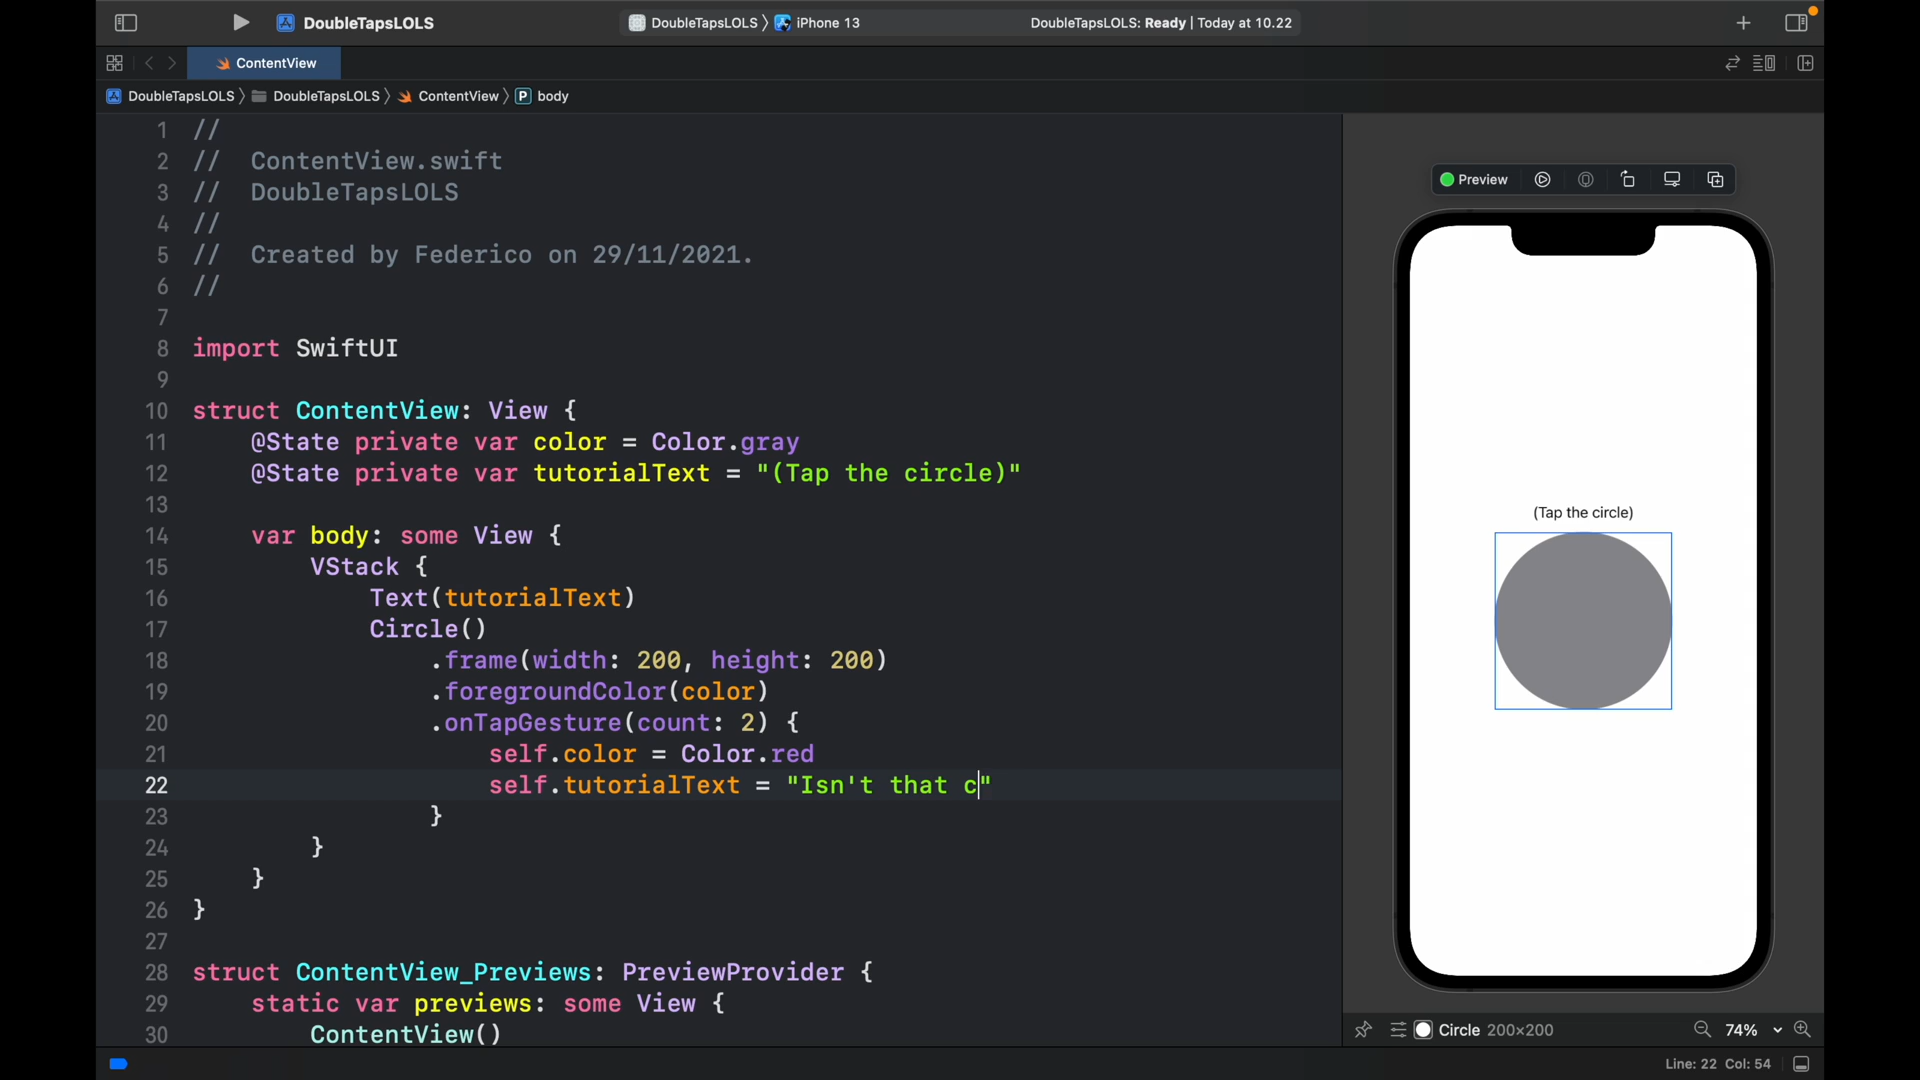 DoubleTapsLOLS
DoubleTapsLOLS 〉 iPhone 13
DoubleTapsLOLS: Ready | Today at 10.22
ContentView
DoubleTapsLOLS 〉 DoubleTapsLOLS 〉 ContentView 〉 P body
1 //
2 //  ContentView.swift
3 //  DoubleTapsLOLS
4 //
5 //  Created by Federico on 29/11/2021.
6 //
7
8 import SwiftUI
9
10 struct ContentView: View {
11     @State private var color = Color.gray
12     @State private var tutorialText = "(Tap the circle)"
13
14     var body: some View {
15         VStack {
16             Text(tutorialText)
17             Circle()
18                 .frame(width: 200, height: 200)
19                 .foregroundColor(color)
20                 .onTapGesture(count: 2) {
21                     self.color = Color.red
22                     self.tutorialText = "Isn't that c"
23                 }
24         }
25     }
26 }
27
28 struct ContentView_Previews: PreviewProvider {
29     static var previews: some View {
30         ContentView()
Preview
(Tap the circle)
Circle 200×200
74%
Line: 22 Col: 54